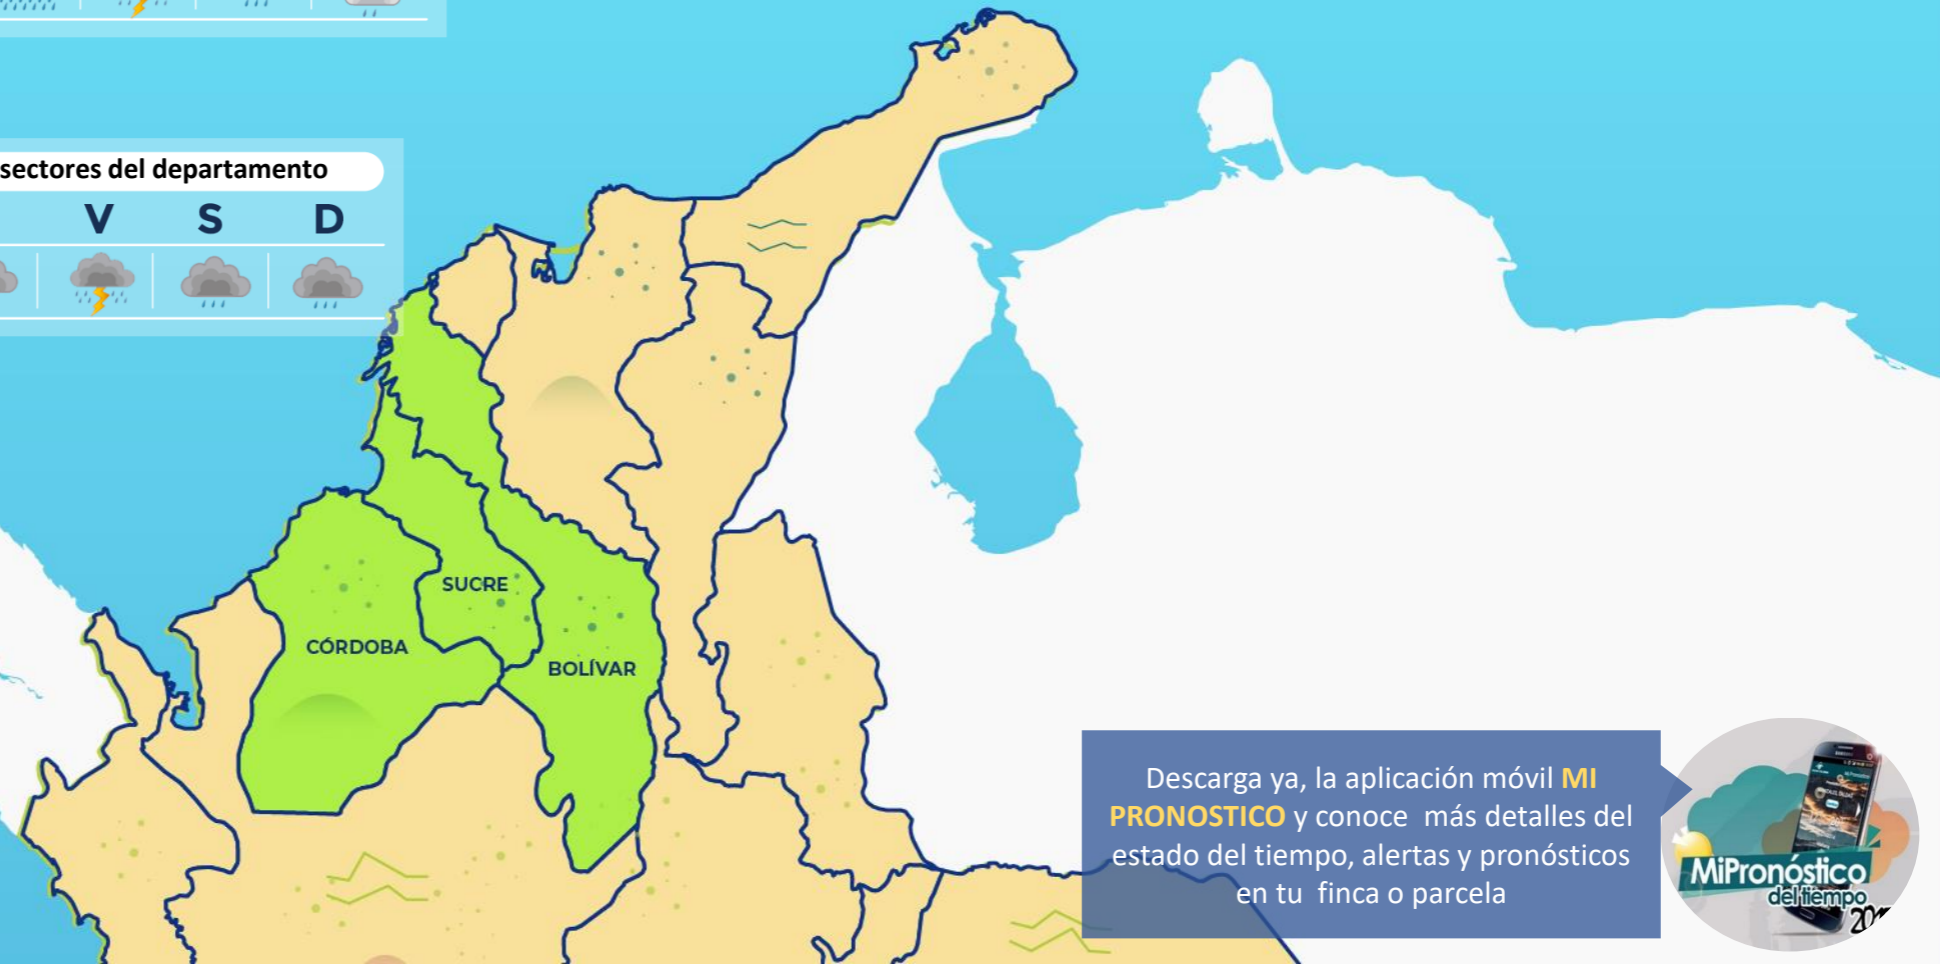 sectores del departamento
V S D
SUCRE
CÓRDOBA
BOLÍVAR
Descarga ya, la aplicación móvil MI
PRONOSTICO y conoce más detalles del
estado del tiempo, alertas y pronósticos
en tu finca o parcela
MiPronóstico
del tiempo